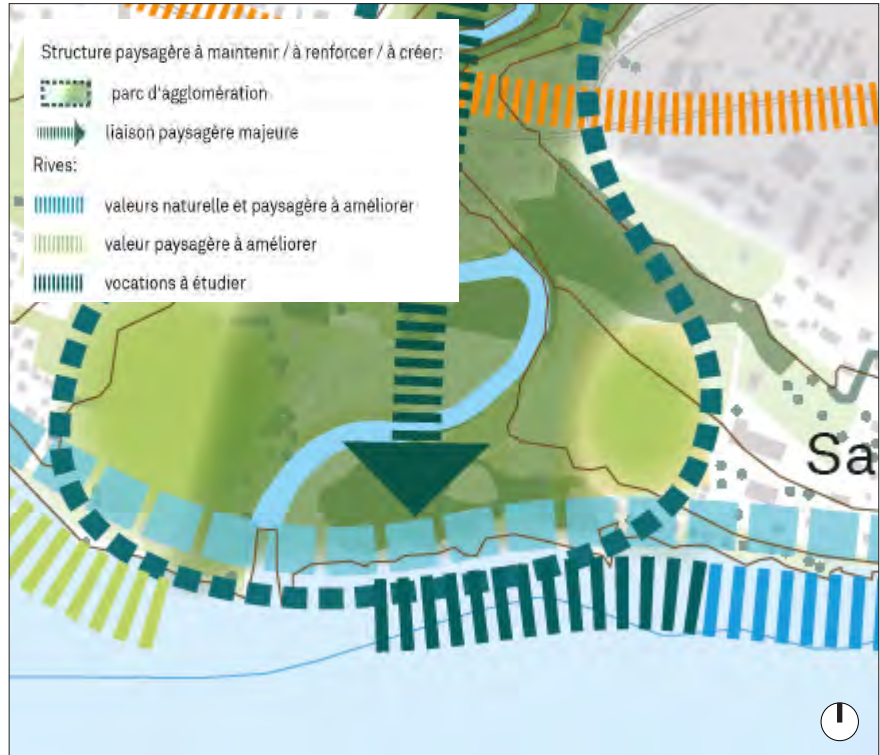 Structure paysagère à maintenir / à renforcer / à créer:
parc d'agglomération
liaison paysagère majeure
Rives:
valeurs naturelle et paysagère à améliorer
valeur paysagère à améliorer
vocations à étudier
Sa